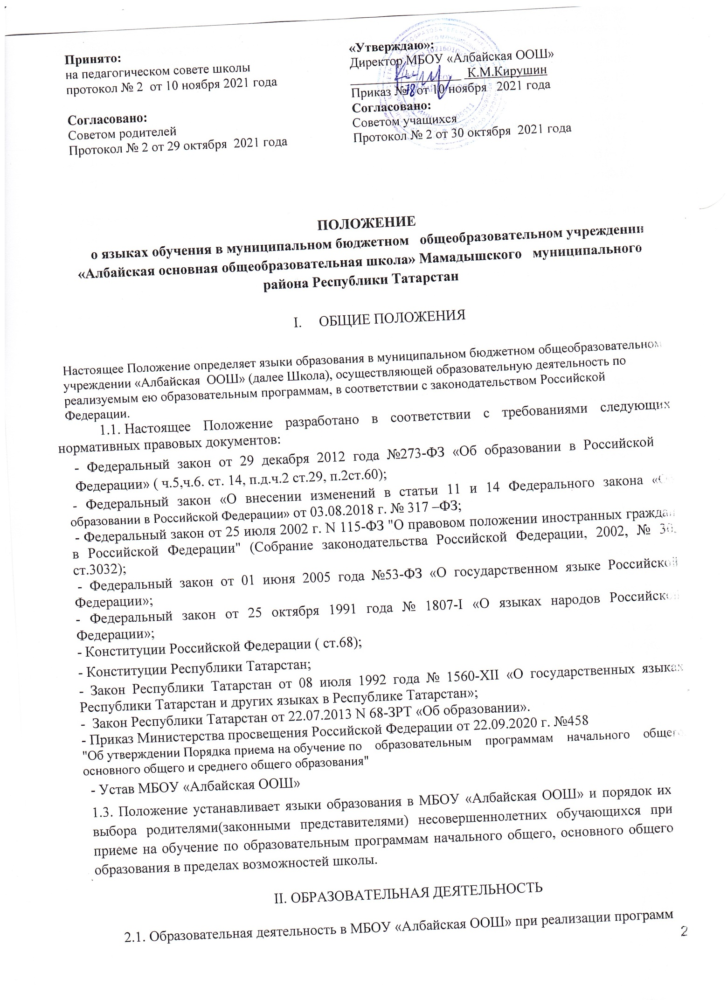 Принято:
на педагогическом совете школы
протокол № 2 от 10 ноября 2021 года
Согласовано:
Советом родителей
Протокол № 2 от 29 октября 2021 года
«Утверждаю»:
Директор МБОУ «Албайская ООШ»
К.М.Кирушин
Приказ №78 от 10 ноября 2021 года
Согласовано:
Советом учащихся
Протокол № 2 от 30 октября 2021 года
ПОЛОЖЕНИЕ
о языках обучения в муниципальном бюджетном общеобразовательном учреждении
«Албайская основная общеобразовательная школа» Мамадышского муниципального
района Республики Татарстан
I. ОБЩИЕ ПОЛОЖЕНИЯ
Настоящее Положение определяет языки образования в муниципальном бюджетном общеобразовательном
учреждении «Албайская ООШ» (далее Школа), осуществляющей образовательную деятельность по
реализуемым ею образовательным программам, в соответствии с законодательством Российской
Федерации.
1.1. Настоящее Положение разработано в соответствии с требованиями следующих
нормативных правовых документов:
- Федеральный закон от 29 декабря 2012 года №273-ФЗ «Об образовании в Российской
Федерации» ( ч.5,ч.6. ст. 14, п.д.ч.2 ст.29, п.2ст.60);
- Федеральный закон «О внесении изменений в статьи 11 и 14 Федерального закона «Об
образовании в Российской Федерации» от 03.08.2018 г. № 317 –ФЗ;
- Федеральный закон от 25 июля 2002 г. N 115-ФЗ "О правовом положении иностранных граждан
в Российской Федерации" (Собрание законодательства Российской Федерации, 2002, № 30,
ст.3032);
- Федеральный закон от 01 июня 2005 года №53-ФЗ «О государственном языке Российской
Федерации»;
- Федеральный закон от 25 октября 1991 года № 1807-I «О языках народов Российской
Федерации»;
- Конституции Российской Федерации ( ст.68);
- Конституции Республики Татарстан;
- Закон Республики Татарстан от 08 июля 1992 года № 1560-XII «О государственных языках
Республики Татарстан и других языках в Республике Татарстан»;
- Закон Республики Татарстан от 22.07.2013 N 68-ЗРТ «Об образовании».
- Приказ Министерства просвещения Российской Федерации от 22.09.2020 г. №458
"Об утверждении Порядка приема на обучение по образовательным программам начального общего
основного общего и среднего общего образования"
- Устав МБОУ «Албайская ООШ»
1.3. Положение устанавливает языки образования в МБОУ «Албайская ООШ» и порядок их
выбора родителями(законными представителями) несовершеннолетних обучающихся при
приеме на обучение по образовательным программам начального общего, основного общего
образования в пределах возможностей школы.
II. ОБРАЗОВАТЕЛЬНАЯ ДЕЯТЕЛЬНОСТЬ
2.1. Образовательная деятельность в МБОУ «Албайская ООШ» при реализации программ
2